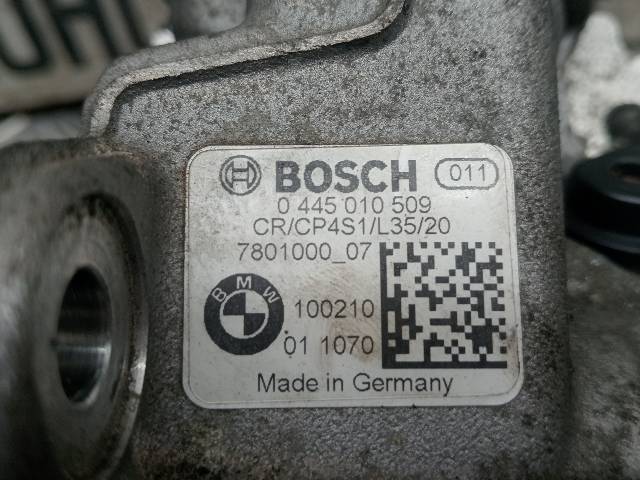 BOSCH 011
0 445 010 509
CR/CP4S1/L35/20
7801000_07
BMW
100210
01 1070
Made in Germany